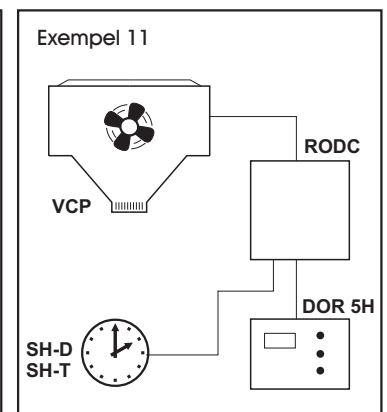 Exempel 11
RODC
VCP
DOR 5H
SH-D
SH-T